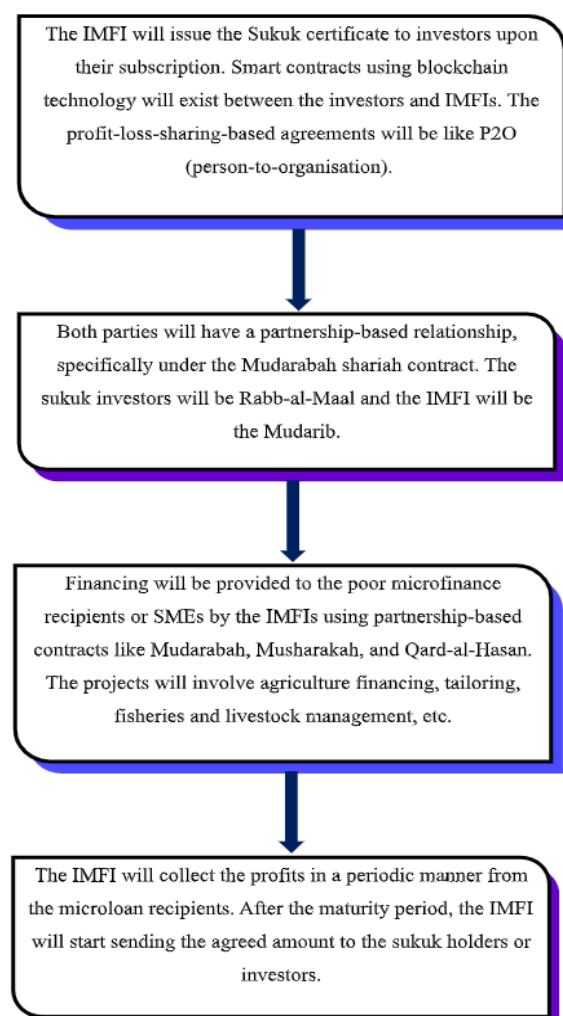 The IMFI will issue the Sukuk certificate to investors upon
their subscription. Smart contracts using blockchain
technology will exist between the investors and IMFIs. The
profit-loss-sharing-based agreements will be like P2O
(person-to-organisation).
Both parties will have a partnership-based relationship,
specifically under the Mudarabah shariah contract. The
sukuk investors will be Rabb-al-Maal and the IMFI will be
the Mudarib.
Financing will be provided to the poor microfinance
recipients or SMEs by the IMFIs using partnership-based
contracts like Mudarabah, Musharakah, and Qard-al-Hasan.
The projects will involve agriculture financing, tailoring,
fisheries and livestock management, etc.
The IMFI will collect the profits in a periodic manner from
the microloan recipients. After the maturity period, the IMFI
will start sending the agreed amount to the sukuk holders or
investors.